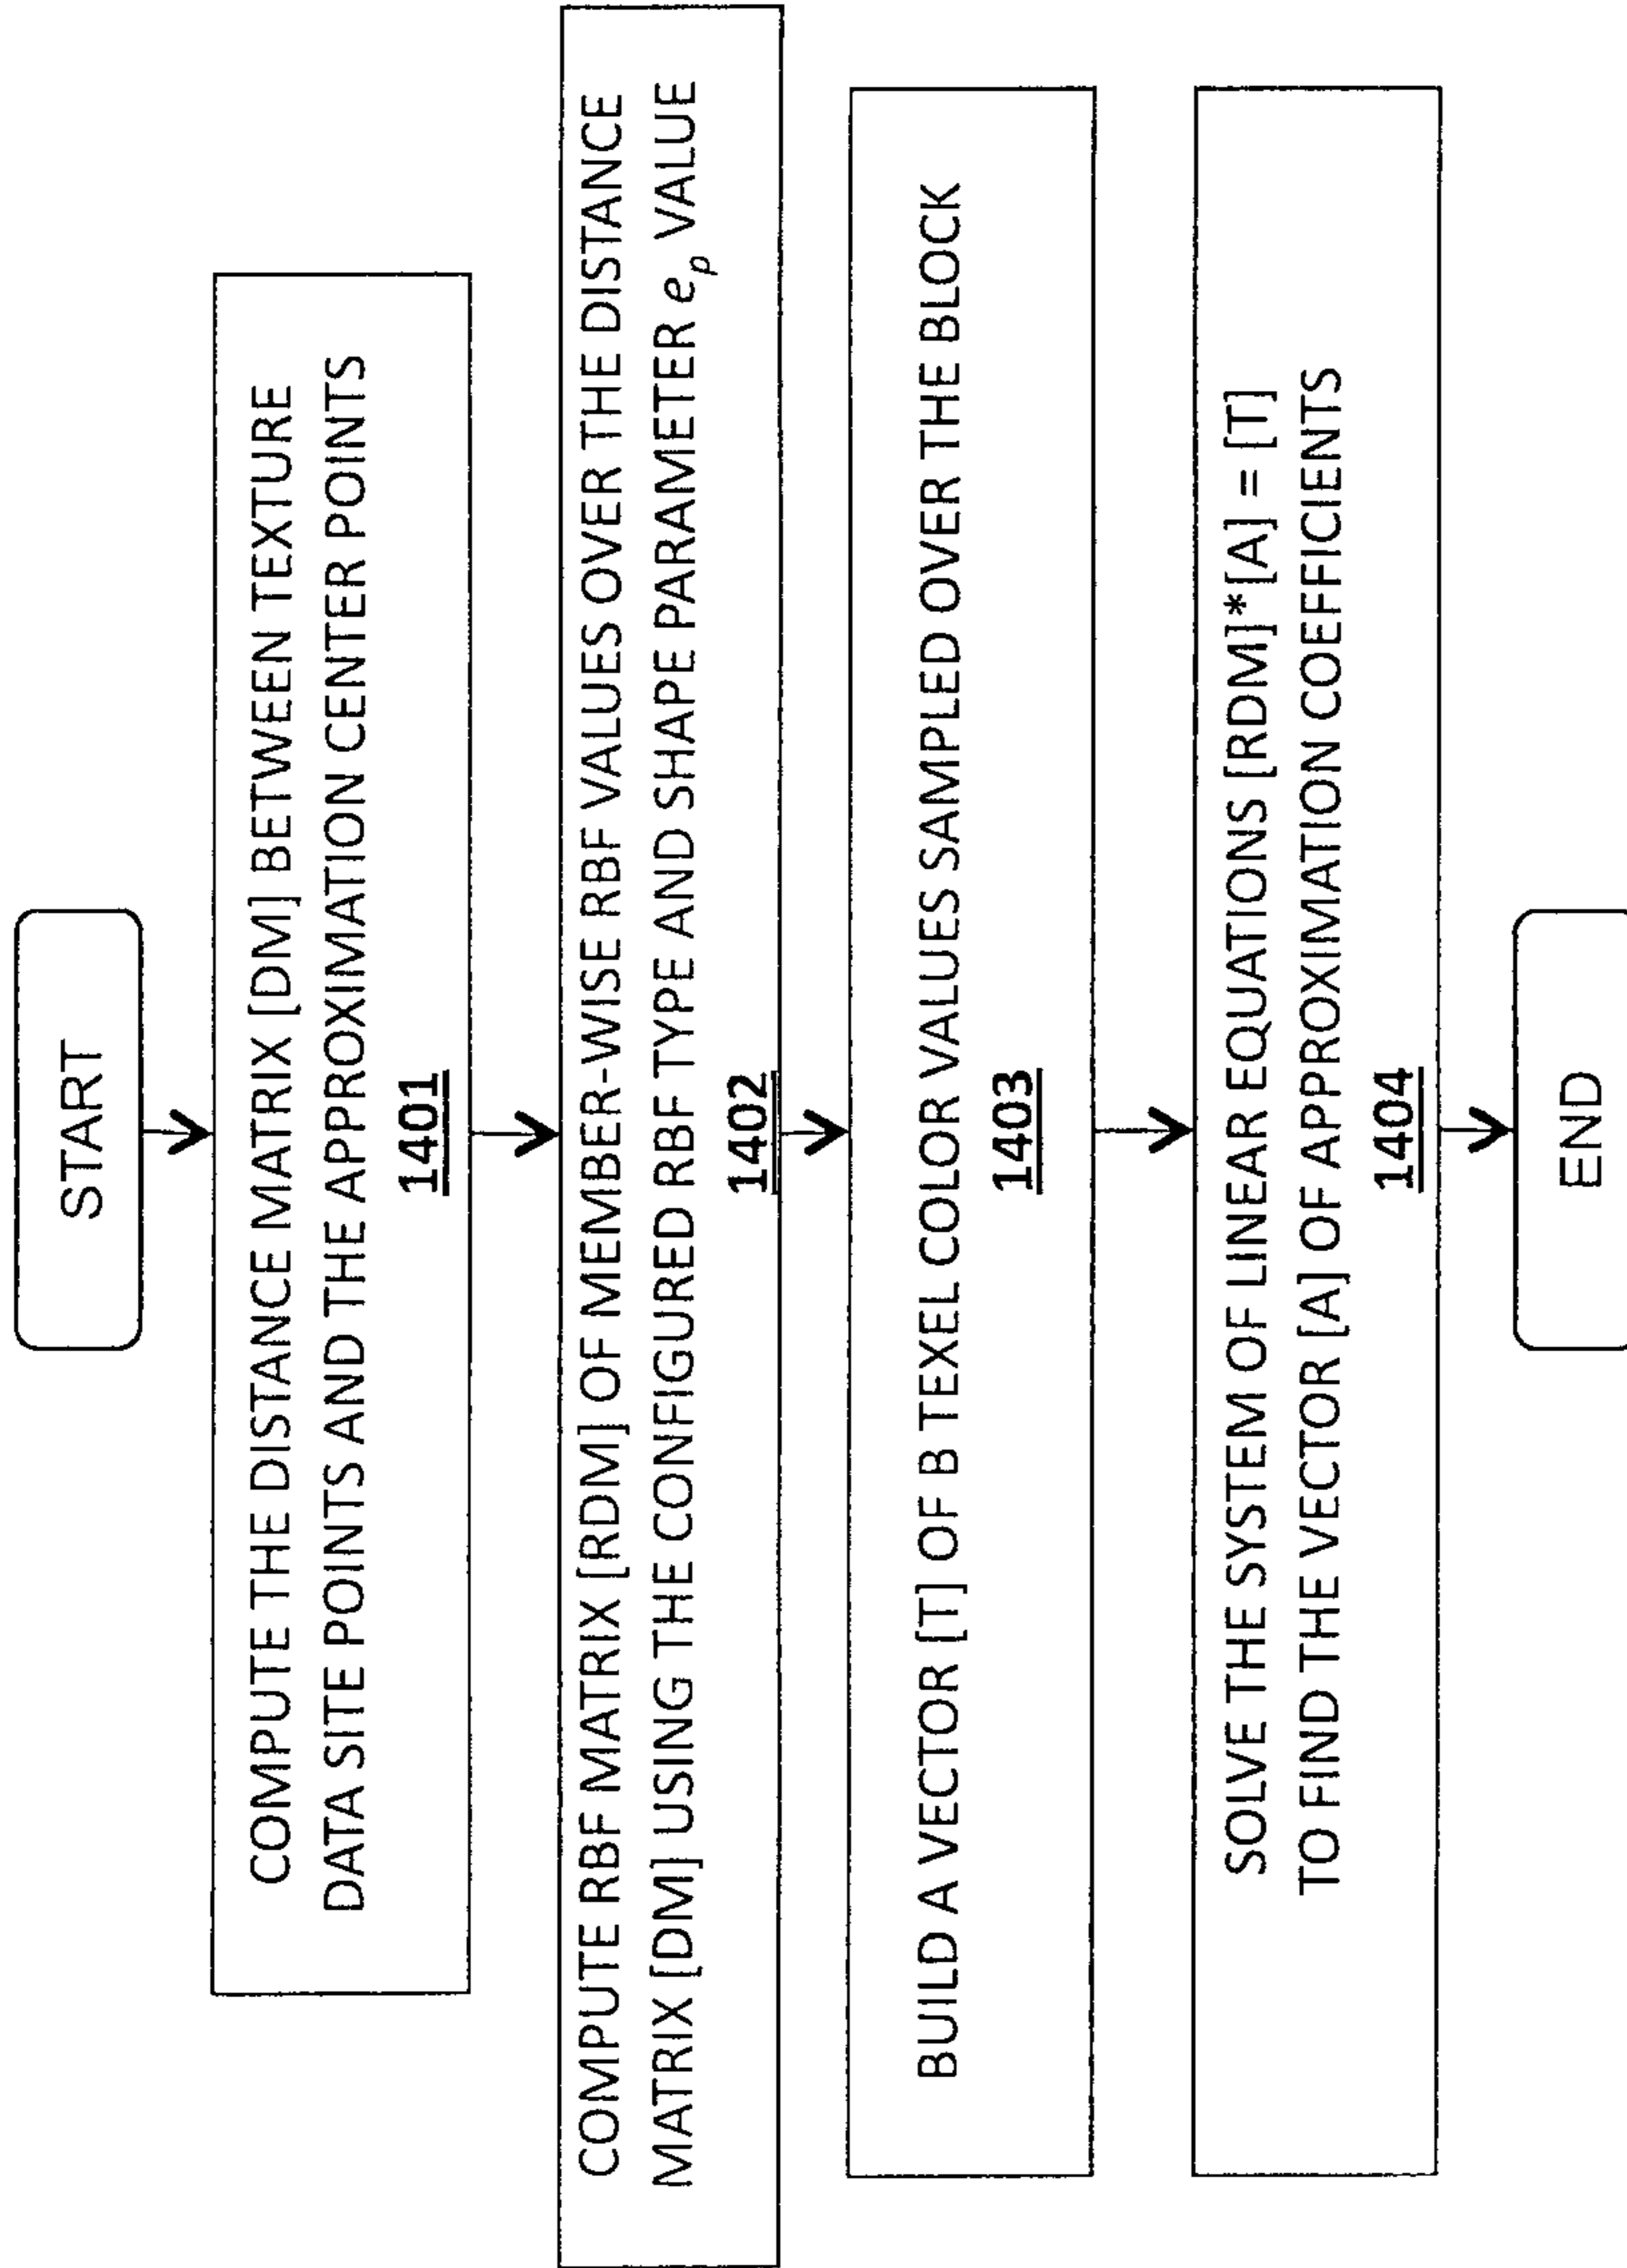 START
COMPUTE THE DISTANCE MATRIX [DM] BETWEEN TEXTURE
DATA SITE POINTS AND THE APPROXIMATION CENTER POINTS
1401
COMPUTE RBF MATRIX [RDM] OF MEMBER-WISE RBF VALUES OVER THE DISTANCE
MATRIX [DM] USING THE CONFIGURED RBF TYPE AND SHAPE PARAMETER eₚ VALUE
1402
BUILD A VECTOR [T] OF B TEXEL COLOR VALUES SAMPLED OVER THE BLOCK
1403
SOLVE THE SYSTEM OF LINEAR EQUATIONS [RDM]*[A] = [T]
TO FIND THE VECTOR [A] OF APPROXIMATION COEFFICIENTS
1404
END